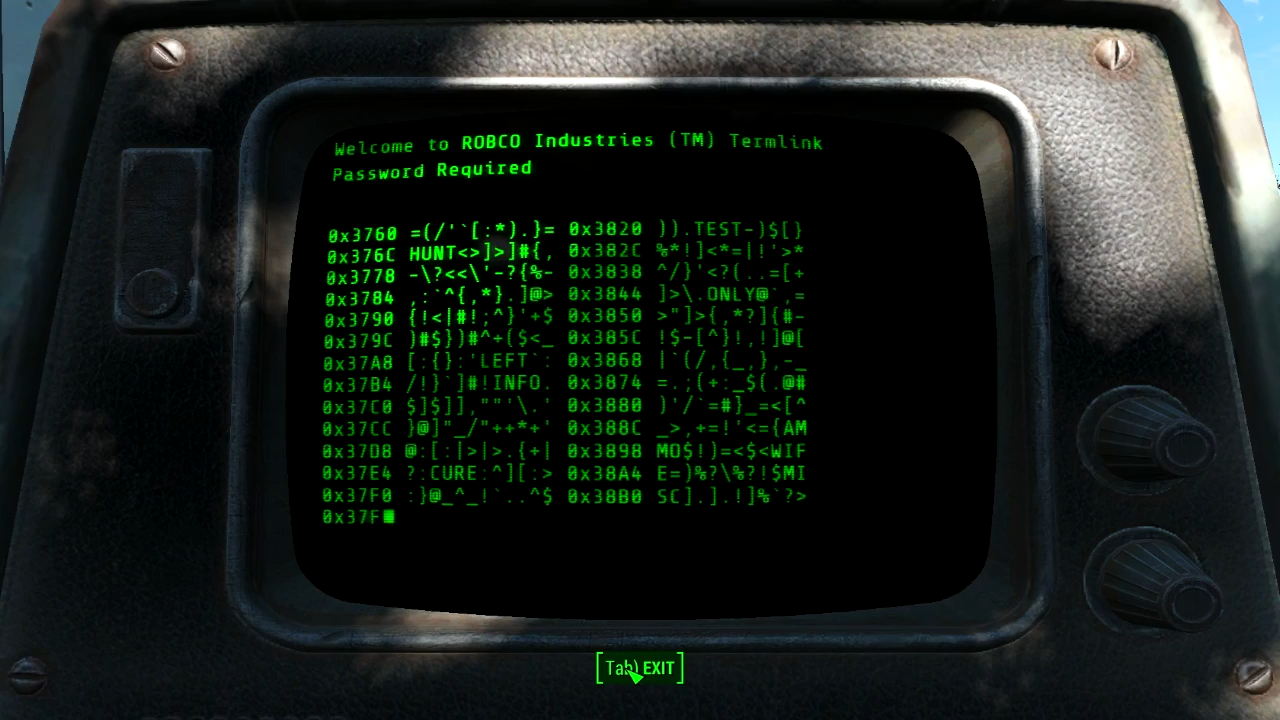 Welcome to ROBCO Industries (TM) Termlink
Password Required
0x3760 =(/'`[:*).}= 0x3820 )).TEST-)$[}
0x376C HUNT<>]>]#{, 0x382C %*!]<*=|!'>*
0x3778 -\?<<\'-?{%- 0x3838 ^/}'<?(..=[+
0x3784 ,:`^{,*}.]@> 0x3844 ]>\.ONLY@`,=
0x3790 {!<|#!;^}'+$ 0x3850 >"]>{,*?]{#-
0x379C )#$})#^+($<_ 0x385C !$-[^}!,!]@[
0x37A8 [:{}:'LEFT`: 0x3868 |`(/,{_,},-_
0x37B4 /!}`]#!INFO. 0x3874 =.;(+:_$(.@#
0x37C0 $]$]],""'\.' 0x3880 )'/`=#}_=<[^
0x37CC }@]"_/"++*+' 0x388C _>,+=!'<={AM
0x37D8 @:[:|>|>.{+| 0x3898 MO$!)=<$<WIF
0x37E4 ?:CURE:^][:> 0x38A4 E=)%?\%?!$MI
0x37F0 :}@_^_!`..^$ 0x38B0 SC].].!]%`?>
0x37F
[Tab) EXIT]